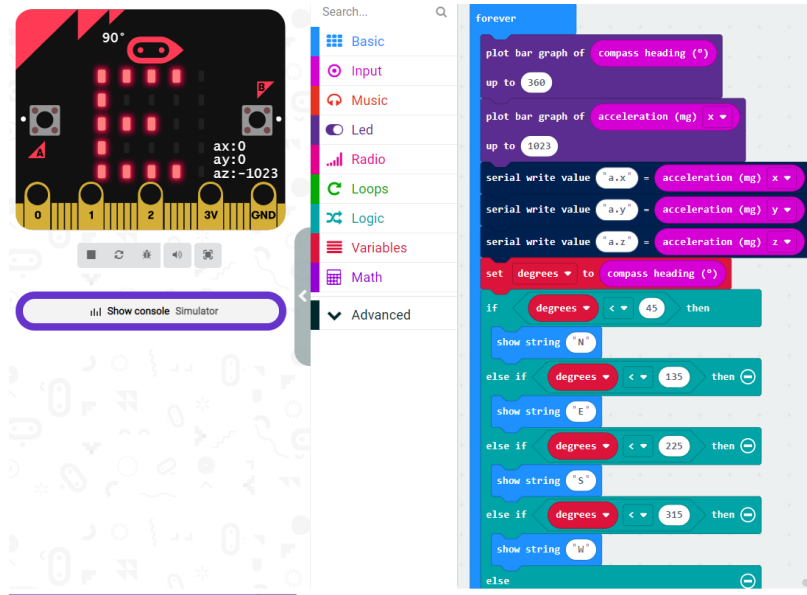 Search...
90°
B
A
ax:0
ay:0
az:-1023
0 1 2 3V GND
Show console Simulator
Basic
Input
Music
Led
Radio
Loops
Logic
Variables
Math
Advanced
forever
plot bar graph of compass heading (°)
up to 360
plot bar graph of acceleration (mg) x
up to 1023
serial write value "a.x" = acceleration (mg) x
serial write value "a.y" = acceleration (mg) y
serial write value "a.z" = acceleration (mg) z
set degrees to compass heading (°)
if degrees < 45 then
show string "N"
else if degrees < 135 then
show string "E"
else if degrees < 225 then
show string "S"
else if degrees < 315 then
show string "W"
else